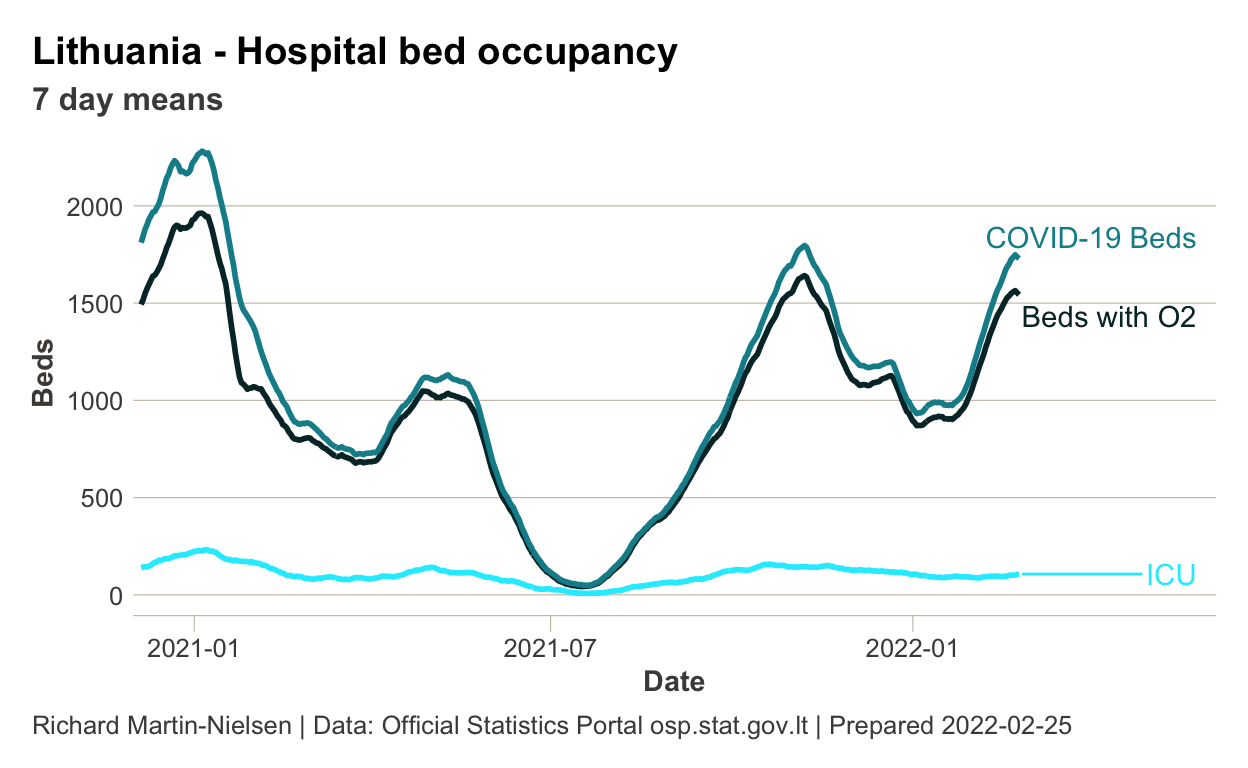 Lithuania - Hospital bed occupancy
7 day means
2000
COVID-19 Beds
1500
Beds with O2
Beds
1000
500
ICU
0
2021-01
2021-07
2022-01
Date
Richard Martin-Nielsen | Data: Official Statistics Portal osp.stat.gov.lt | Prepared 2022-02-25